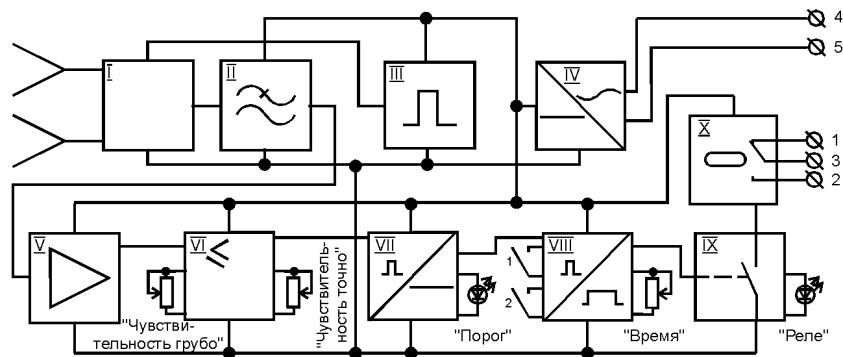 4
I
II
III
IV
5
X
1
3
2
V
VI
VII
VIII
IX
1
2
"Чувстви-
тельность грубо"
"Чувствитель-
ность точно"
"Порог"
"Время"
"Реле"